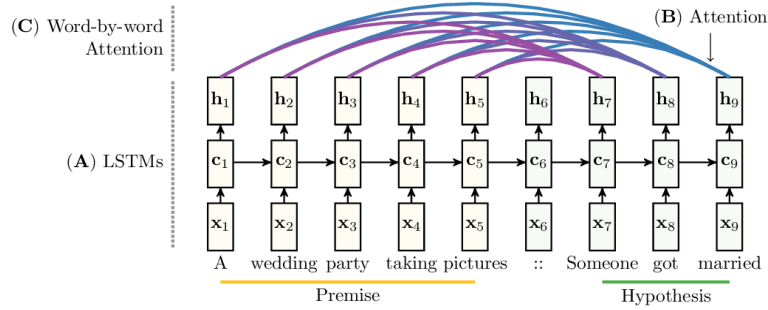 (C) Word-by-word
Attention
(B) Attention
h1 h2 h3 h4 h5 h6 h7 h8 h9
(A) LSTMs
c1 c2 c3 c4 c5 c6 c7 c8 c9
x1 x2 x3 x4 x5 x6 x7 x8 x9
A wedding party taking pictures :: Someone got married
Premise Hypothesis